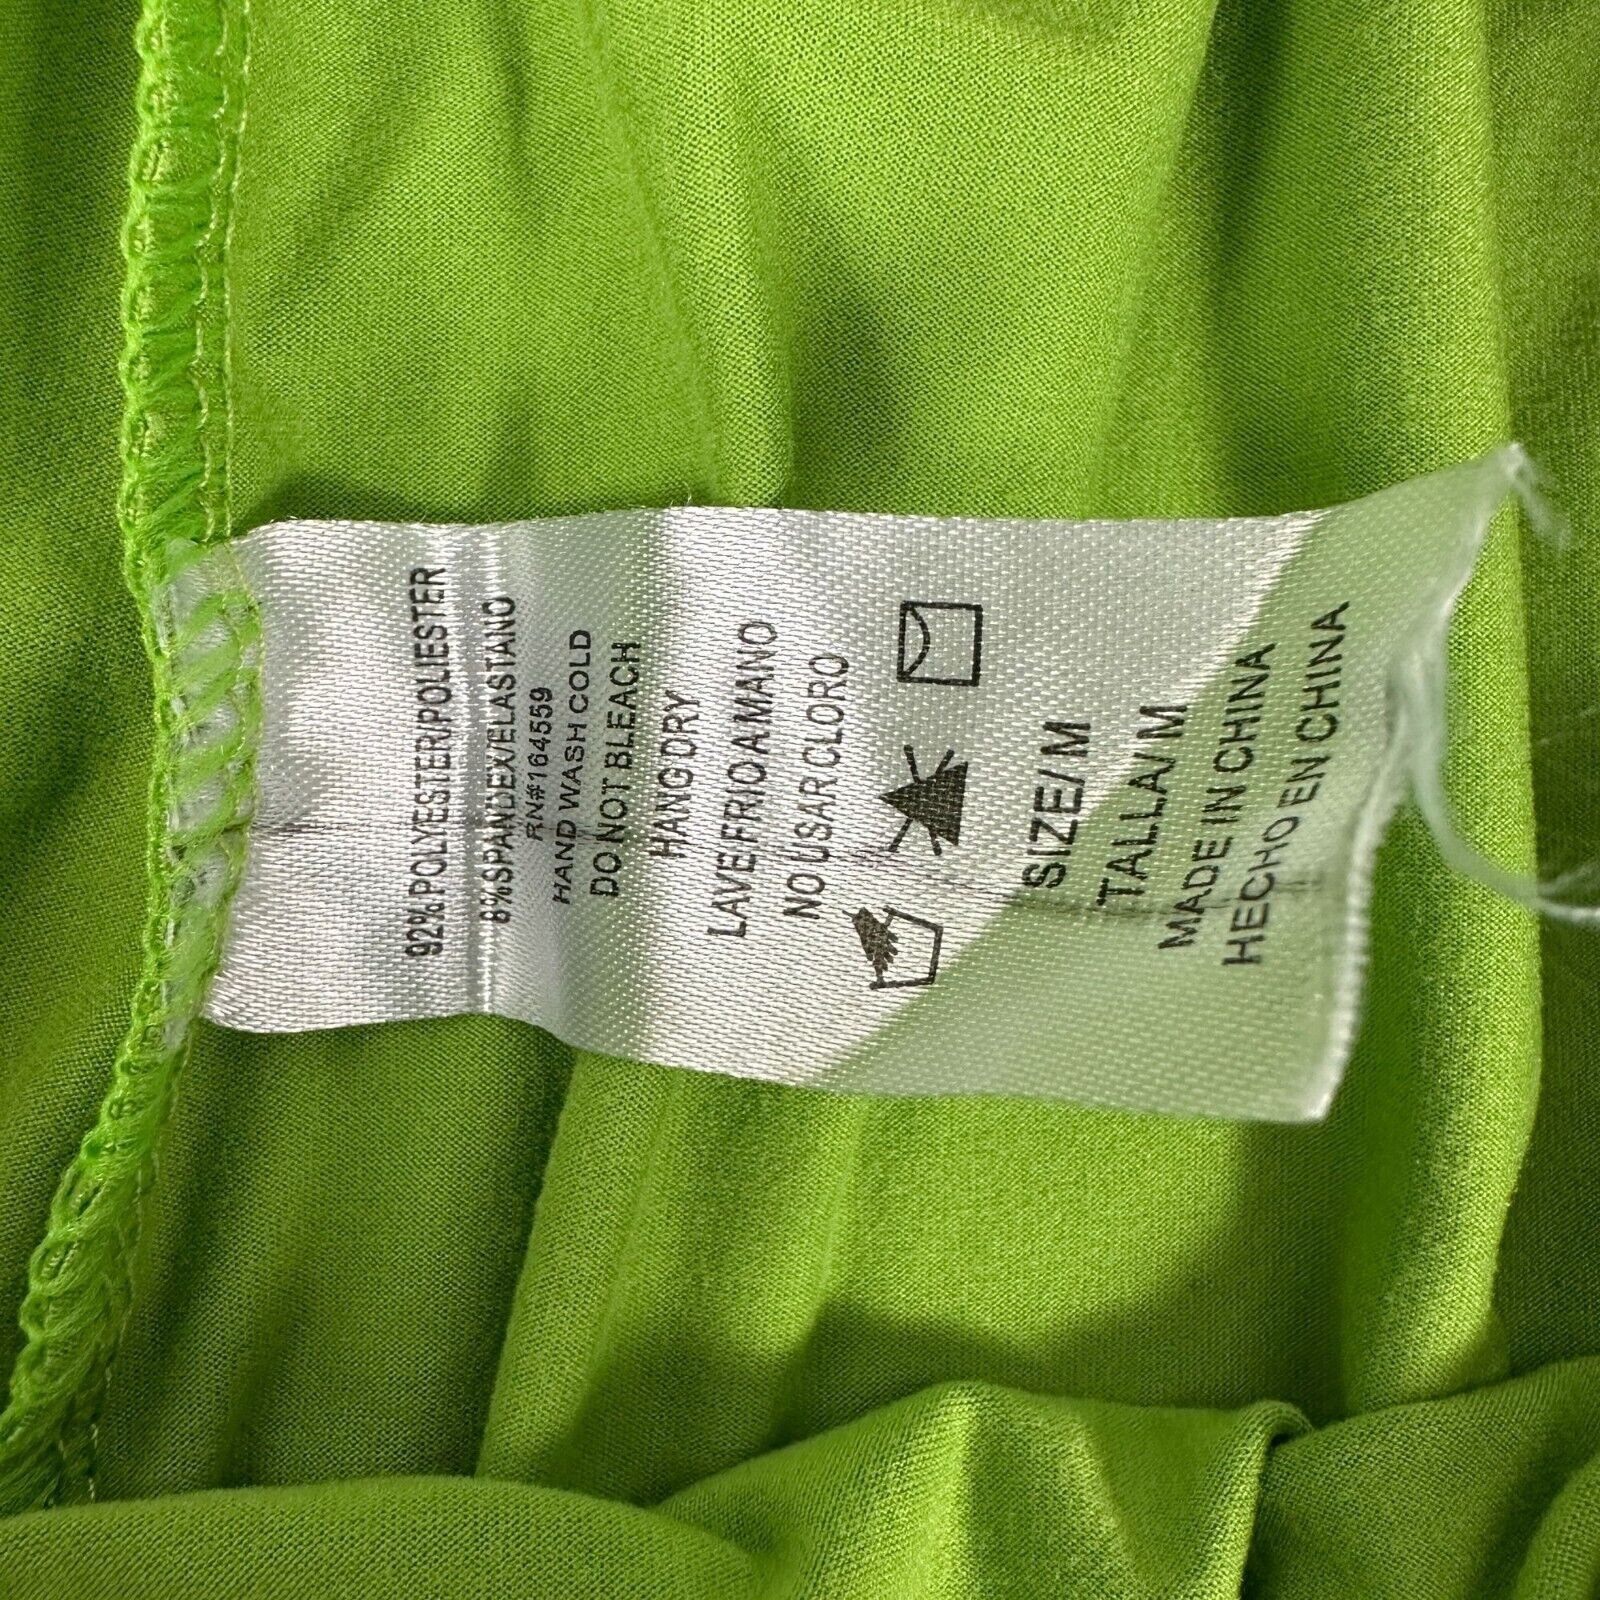 92% POLYESTER/POLIESTER
8%SPANDEX/ELASTANO
RN#164559
HAND WASH COLD
DO NOT BLEACH
HANG DRY
LAVE FRIO A MANO
NO USAR CLORO
SIZE/M
TALLA/M
MADE IN CHINA
HECHO EN CHINA